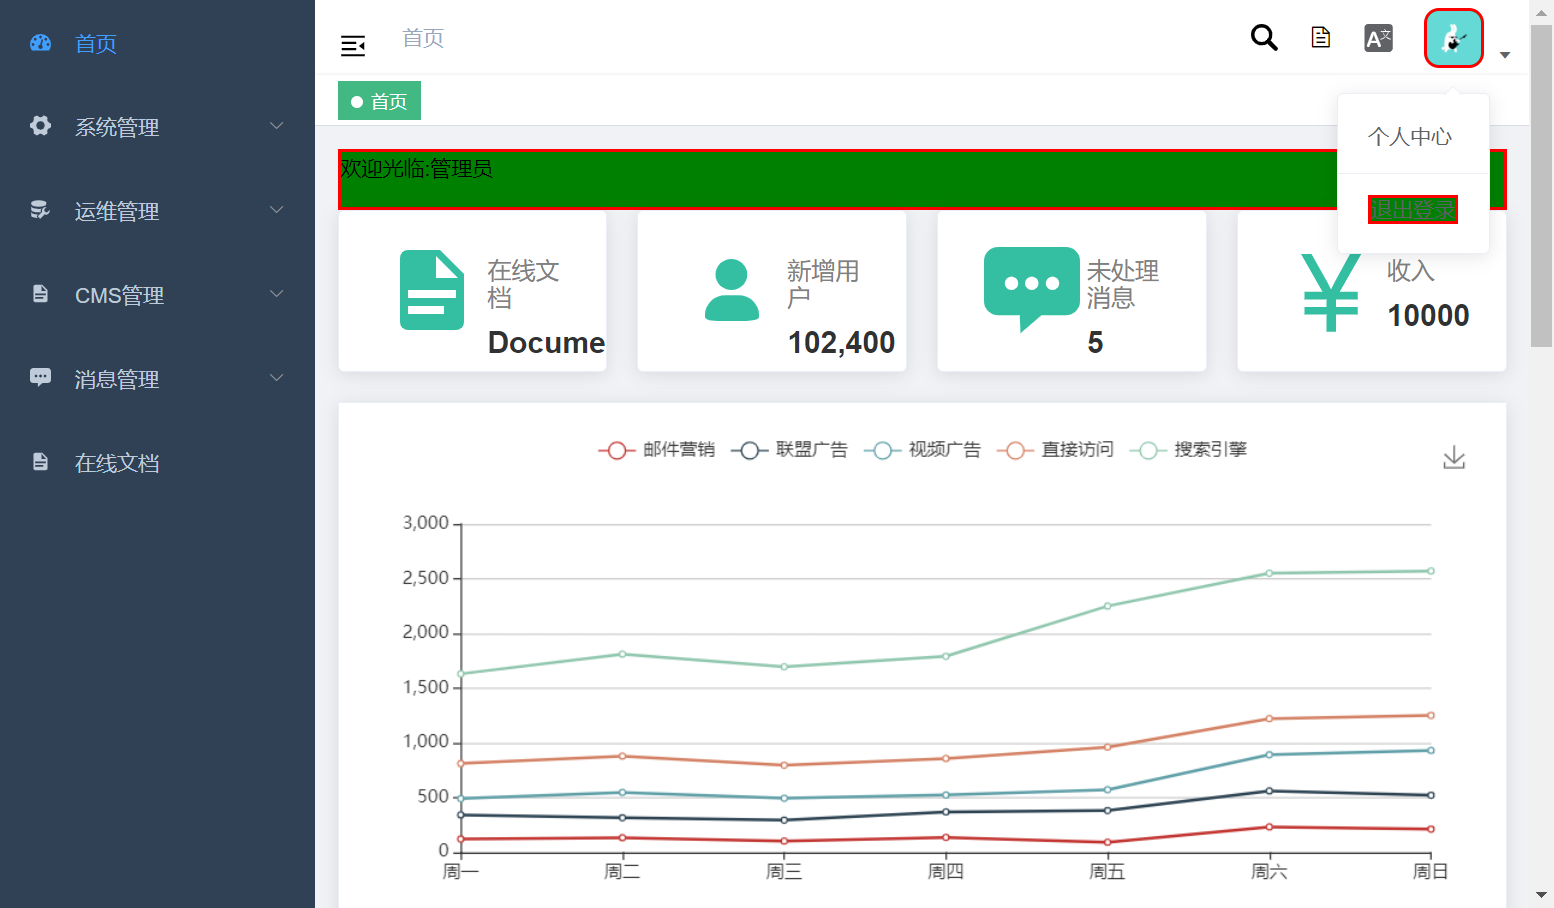 首页
系统管理
运维管理
CMS管理
消息管理
在线文档
首页
首页
个人中心
退出登录
欢迎光临:管理员
在线文
档
Docume
新增用
户
102,400
未处理
消息
5
收入
10000
邮件营销 联盟广告 视频广告 直接访问 搜索引擎
3,000
2,500
2,000
1,500
1,000
500
0
周一 周二 周三 周四 周五 周六 周日